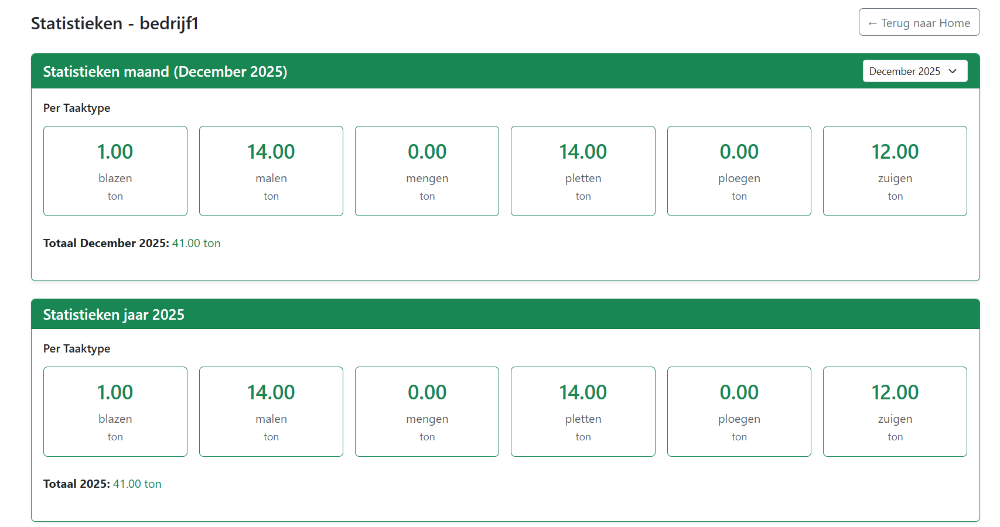 Statistieken - bedrijf1
← Terug naar Home
Statistieken maand (December 2025)
December 2025
Per Taaktype
1.00 14.00 0.00 14.00 0.00 12.00
blazen malen mengen pletten ploegen zuigen
ton ton ton ton ton ton
Totaal December 2025: 41.00 ton
Statistieken jaar 2025
Per Taaktype
1.00 14.00 0.00 14.00 0.00 12.00
blazen malen mengen pletten ploegen zuigen
ton ton ton ton ton ton
Totaal 2025: 41.00 ton